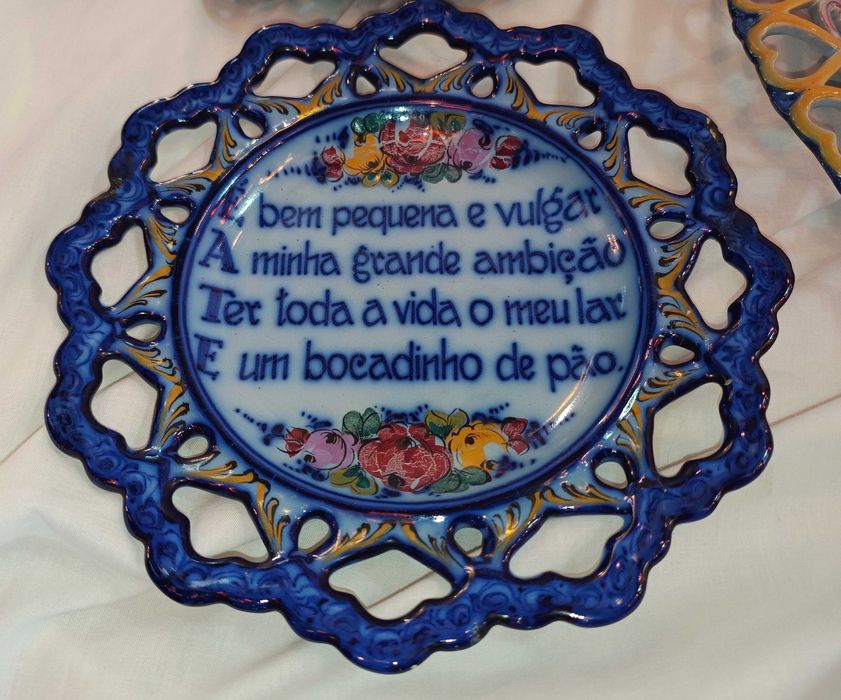 É bem pequena e vulgar
A minha grande ambição
Ter toda a vida o meu lar
E um bocadinho de pão.